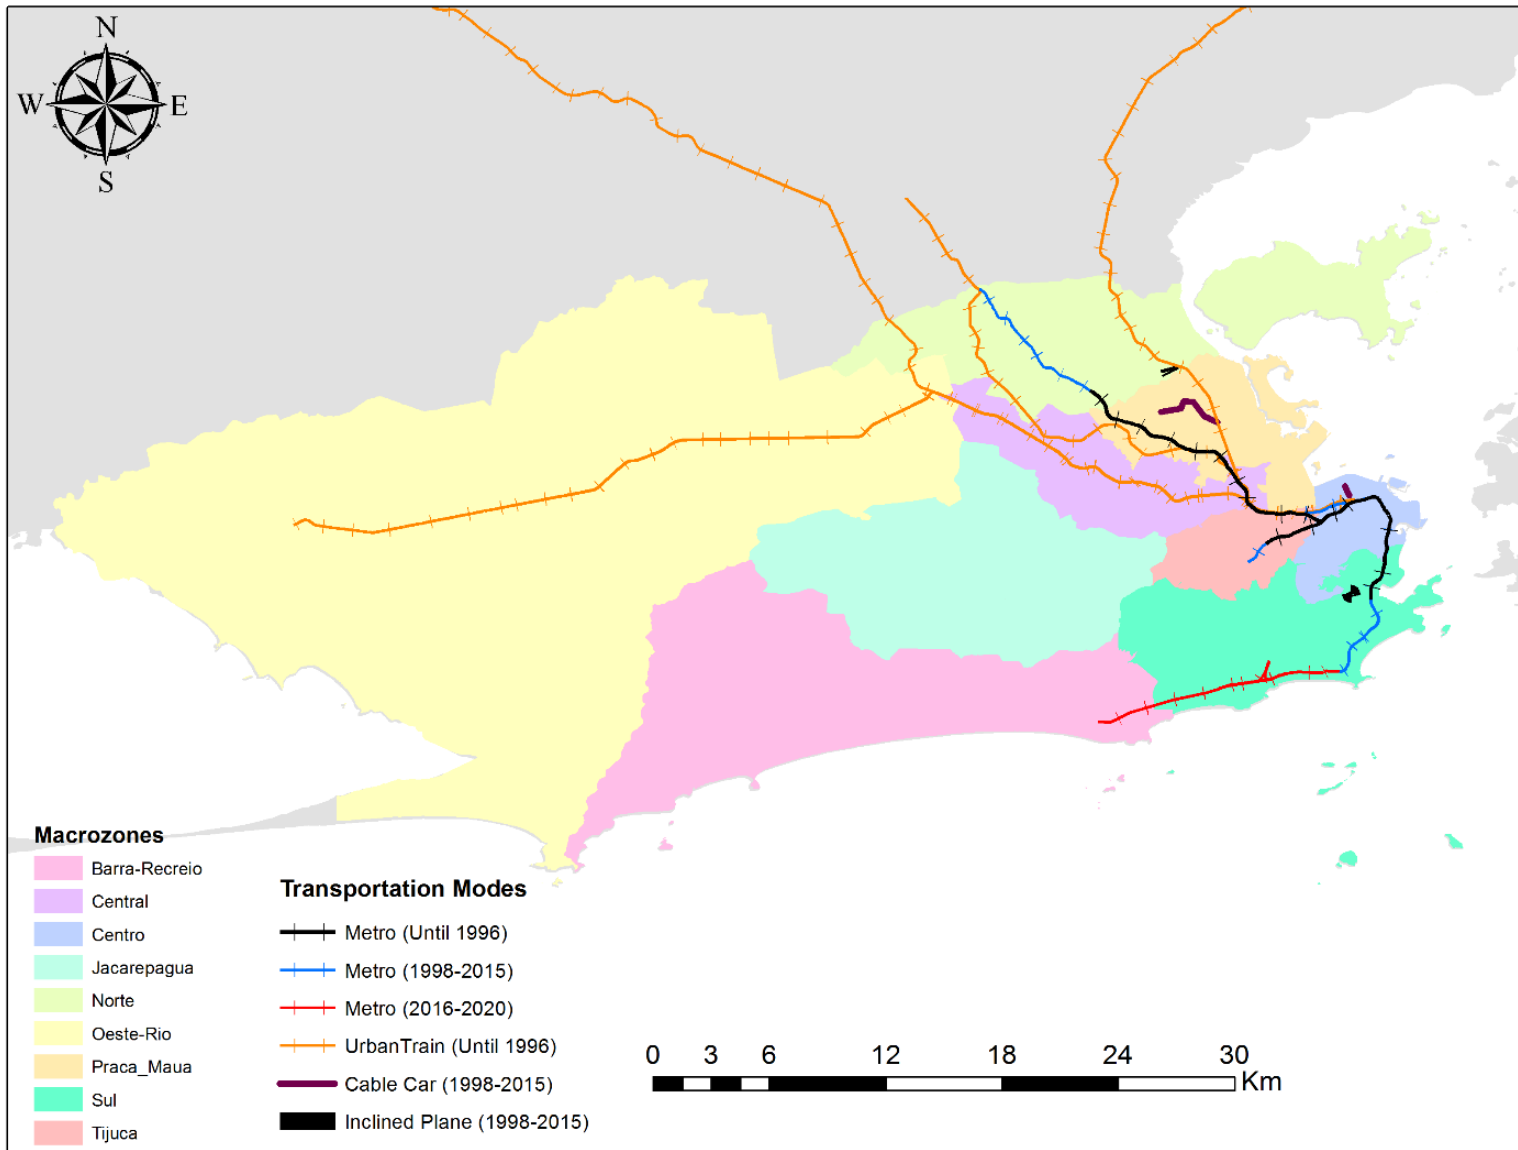 N
W E
S
Macrozones
Barra-Recreio
Central
Centro
Jacarepagua
Norte
Oeste-Rio
Praca_Maua
Sul
Tijuca
Transportation Modes
Metro (Until 1996)
Metro (1998-2015)
Metro (2016-2020)
UrbanTrain (Until 1996)
Cable Car (1998-2015)
Inclined Plane (1998-2015)
0 3 6 12 18 24 30
Km